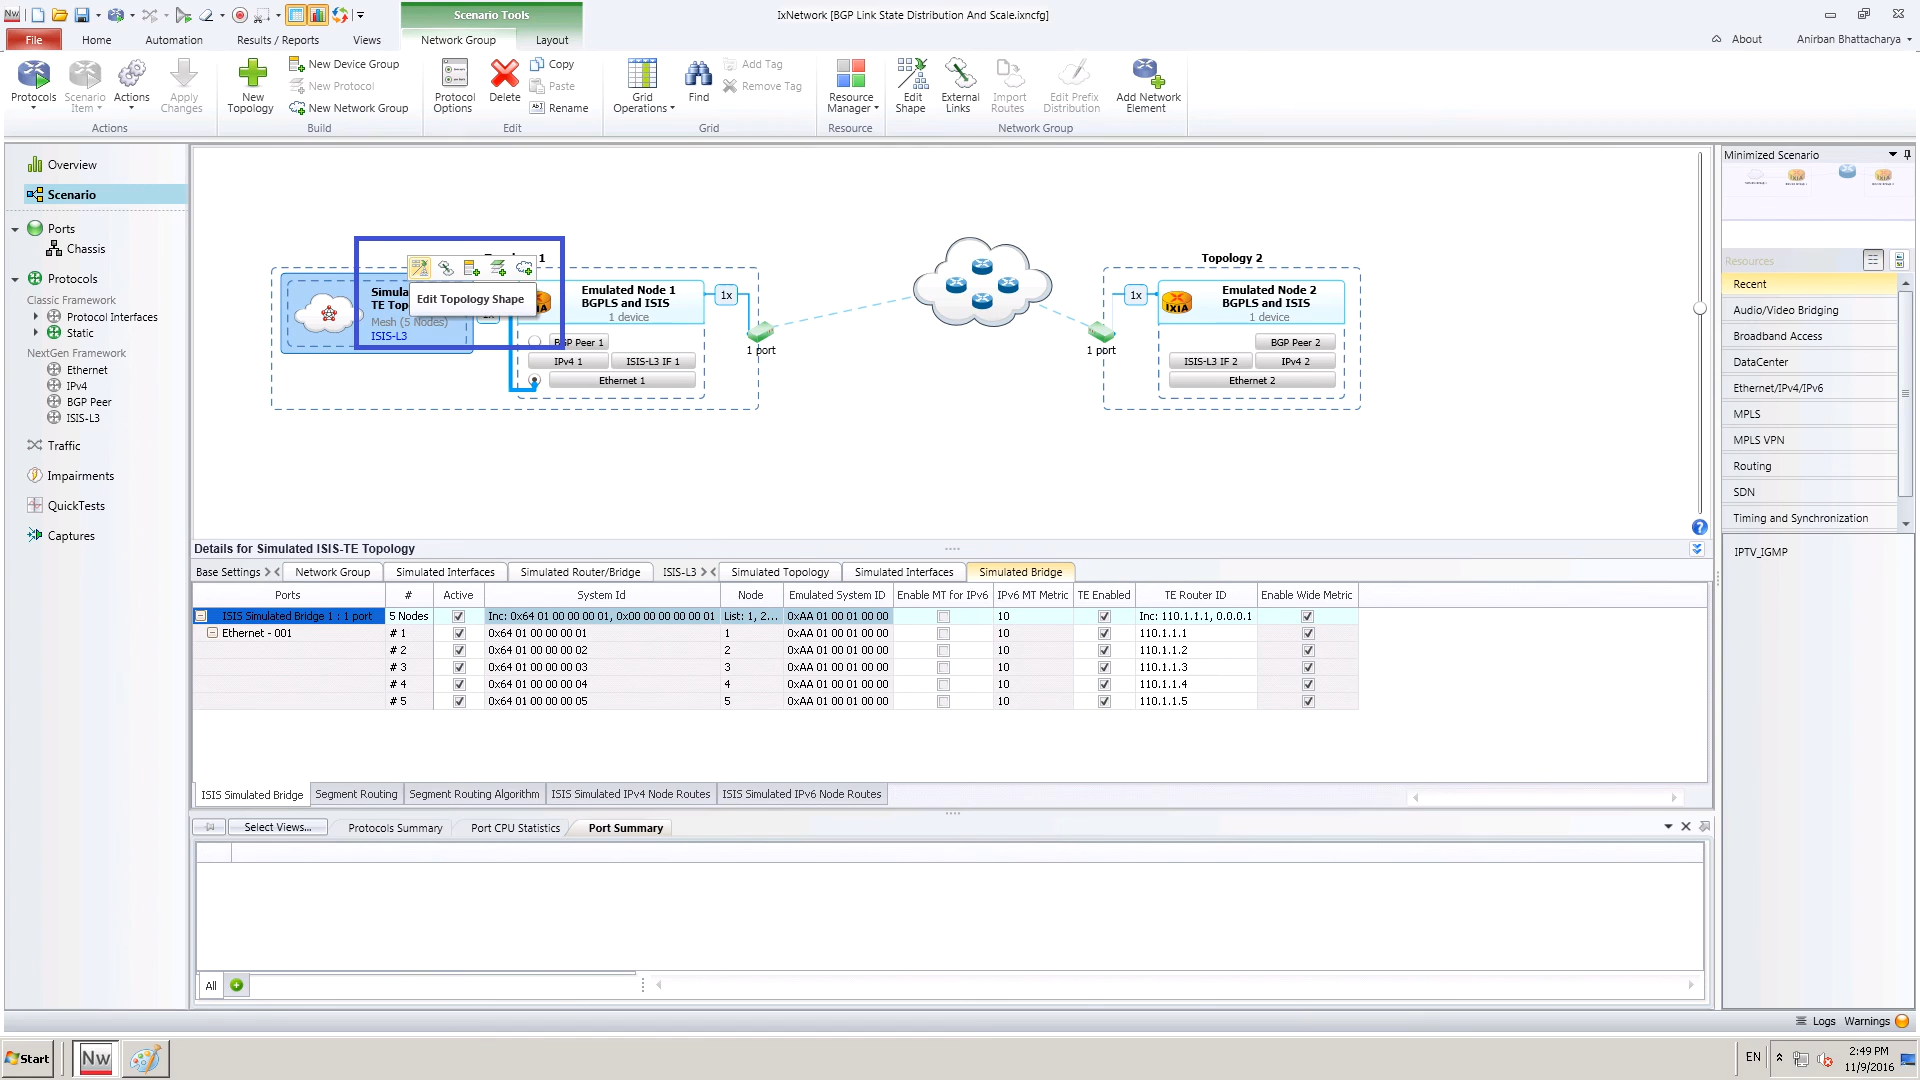 IxNetwork [BGP Link State Distribution And Scale.ixncfg]
Scenario Tools
File
Home
Automation
Results / Reports
Views
Network Group
Layout
About
Anirban Bhattacharya
Protocols
Scenario Item
Actions
Apply Changes
Actions
New Topology
New Device Group
New Protocol
New Network Group
Build
Protocol Options
Delete
Copy
Paste
Rename
Edit
Grid Operations
Find
Add Tag
Remove Tag
Grid
Resource Manager
Resource
Edit Shape
External Links
Import Routes
Edit Prefix Distribution
Add Network Element
Network Group
Overview
Scenario
Ports
Chassis
Protocols
Classic Framework
Protocol Interfaces
Static
NextGen Framework
Ethernet
IPv4
BGP Peer
ISIS-L3
Traffic
Impairments
QuickTests
Captures
1
Edit Topology Shape
Simula
TE Topo
Mesh (5 Nodes)
ISIS-L3
IXIA
Emulated Node 1
BGPLS and ISIS
1 device
1x
BGP Peer 1
IPv4 1
ISIS-L3 IF 1
Ethernet 1
1 port
Topology 2
1 port
1x
IXIA
Emulated Node 2
BGPLS and ISIS
1 device
BGP Peer 2
ISIS-L3 IF 2
IPv4 2
Ethernet 2
Minimized Scenario
Resources
Recent
Audio/Video Bridging
Broadband Access
DataCenter
Ethernet/IPv4/IPv6
MPLS
MPLS VPN
Routing
SDN
Timing and Synchronization
IPTV_IGMP
Details for Simulated ISIS-TE Topology
Base Settings
Network Group
Simulated Interfaces
Simulated Router/Bridge
ISIS-L3
Simulated Topology
Simulated Interfaces
Simulated Bridge
Ports # Active System Id Node Emulated System ID Enable MT for IPv6 IPv6 MT Metric TE Enabled TE Router ID Enable Wide Metric
ISIS Simulated Bridge 1 : 1 port 5 Nodes Inc: 0x64 01 00 00 00 01, 0x00 00 00 00 00 01 List: 1, 2... 0xAA 01 00 01 00 00 10 Inc: 110.1.1.1, 0.0.0.1
Ethernet - 001 # 1 0x64 01 00 00 00 01 1 0xAA 01 00 01 00 00 10 110.1.1.1
# 2 0x64 01 00 00 00 02 2 0xAA 01 00 01 00 00 10 110.1.1.2
# 3 0x64 01 00 00 00 03 3 0xAA 01 00 01 00 00 10 110.1.1.3
# 4 0x64 01 00 00 00 04 4 0xAA 01 00 01 00 00 10 110.1.1.4
# 5 0x64 01 00 00 00 05 5 0xAA 01 00 01 00 00 10 110.1.1.5
ISIS Simulated Bridge
Segment Routing
Segment Routing Algorithm
ISIS Simulated IPv4 Node Routes
ISIS Simulated IPv6 Node Routes
Select Views...
Protocols Summary
Port CPU Statistics
Port Summary
All
Logs
Warnings
Start
Nw
EN
2:49 PM
11/9/2016